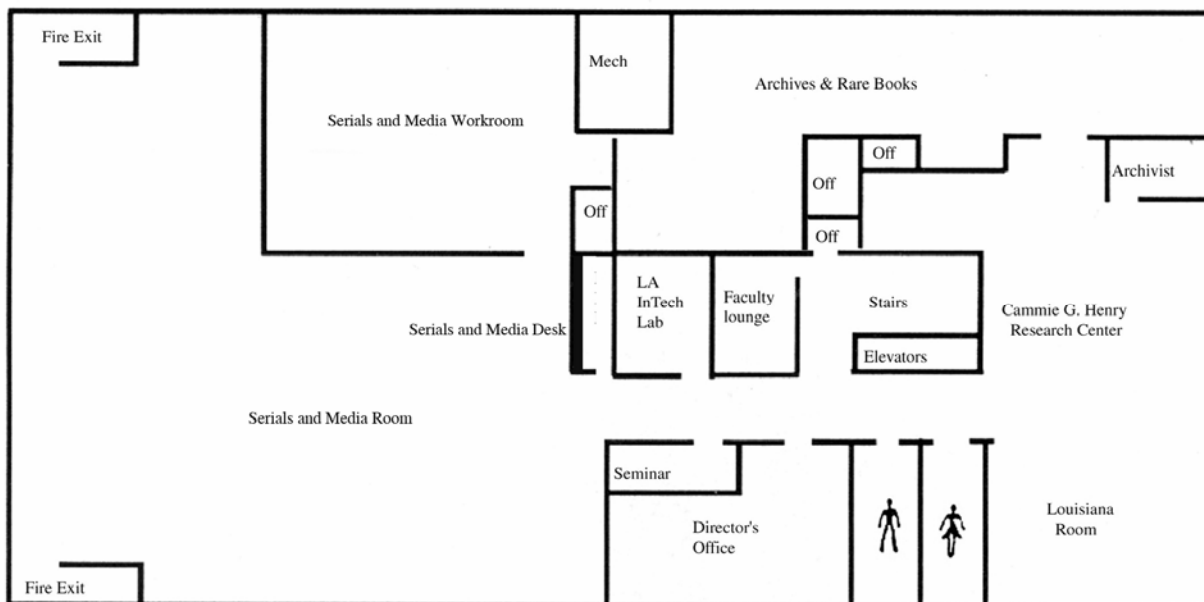 Fire Exit
Mech
Archives & Rare Books
Serials and Media Workroom
Off
Off
Archivist
Off
Off
LA
InTech
Lab
Faculty
lounge
Stairs
Cammie G. Henry
Research Center
Serials and Media Desk
Elevators
Serials and Media Room
Seminar
Director's
Office
Louisiana
Room
Fire Exit